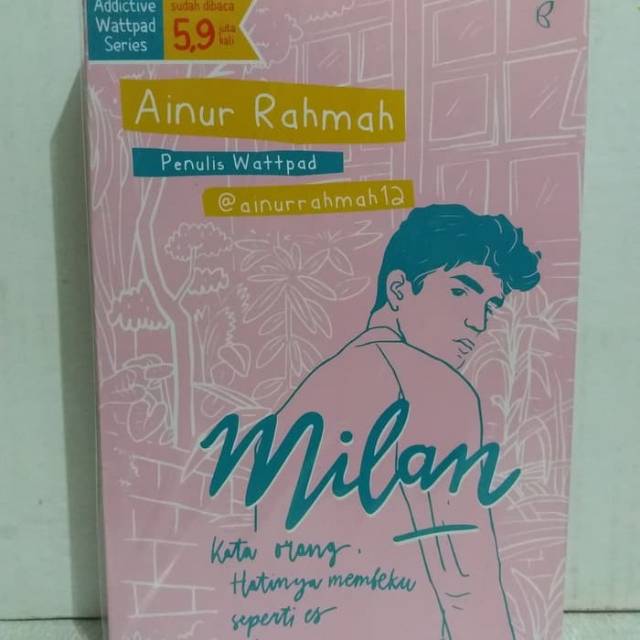 Addictive
Wattpad
Series
sudah dibaca
5,9 juta
kali
Ainur Rahmah
Penulis Wattpad
@ainurrahmah12
Milan
Kata orang.
Hatinya membeku
seperti es